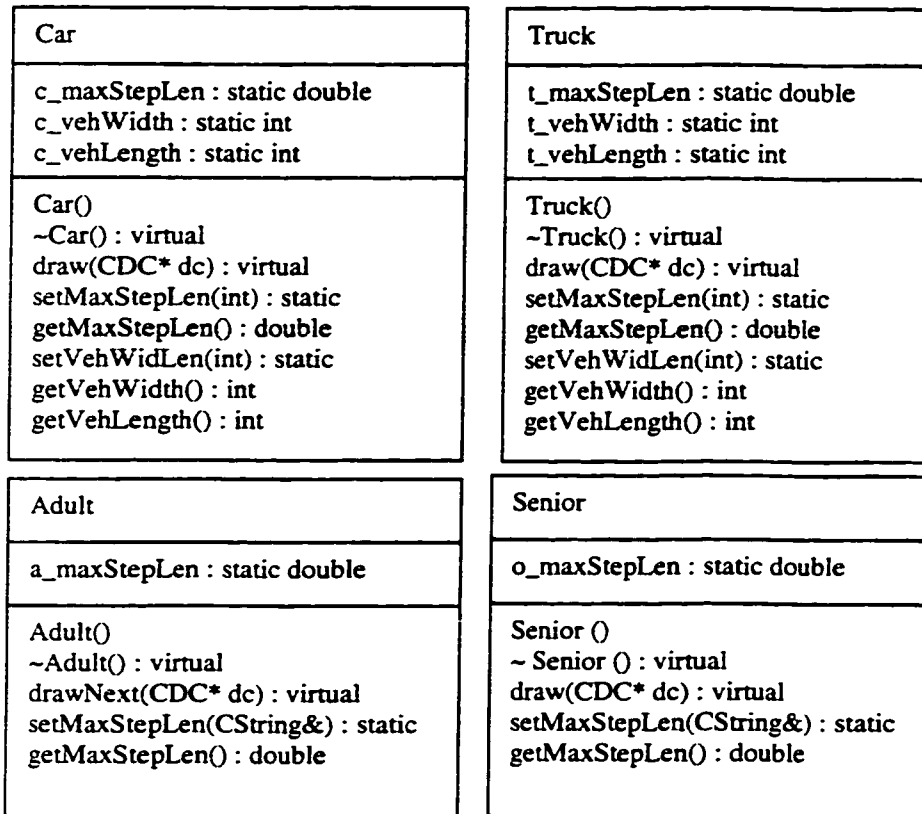 Car
c_maxStepLen : static double
c_vehWidth : static int
c_vehLength : static int
Car()
~Car() : virtual
draw(CDC* dc) : virtual
setMaxStepLen(int) : static
getMaxStepLen() : double
setVehWidLen(int) : static
getVehWidth() : int
getVehLength() : int
Truck
t_maxStepLen : static double
t_vehWidth : static int
t_vehLength : static int
Truck()
~Truck() : virtual
draw(CDC* dc) : virtual
setMaxStepLen(int) : static
getMaxStepLen() : double
setVehWidLen(int) : static
getVehWidth() : int
getVehLength() : int
Adult
a_maxStepLen : static double
Adult()
~Adult() : virtual
drawNext(CDC* dc) : virtual
setMaxStepLen(CString&) : static
getMaxStepLen() : double
Senior
o_maxStepLen : static double
Senior ()
~ Senior () : virtual
draw(CDC* dc) : virtual
setMaxStepLen(CString&) : static
getMaxStepLen() : double